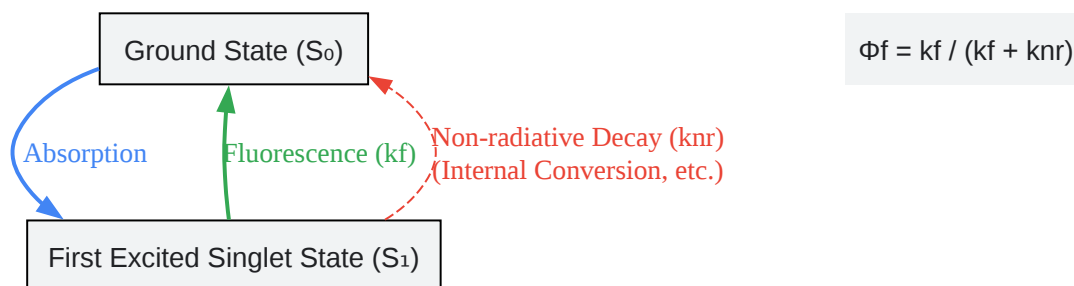 Ground State (S₀)
Φf = kf / (kf + knr)
Absorption
Fluorescence (kf)
Non-radiative Decay (knr)
(Internal Conversion, etc.)
First Excited Singlet State (S₁)